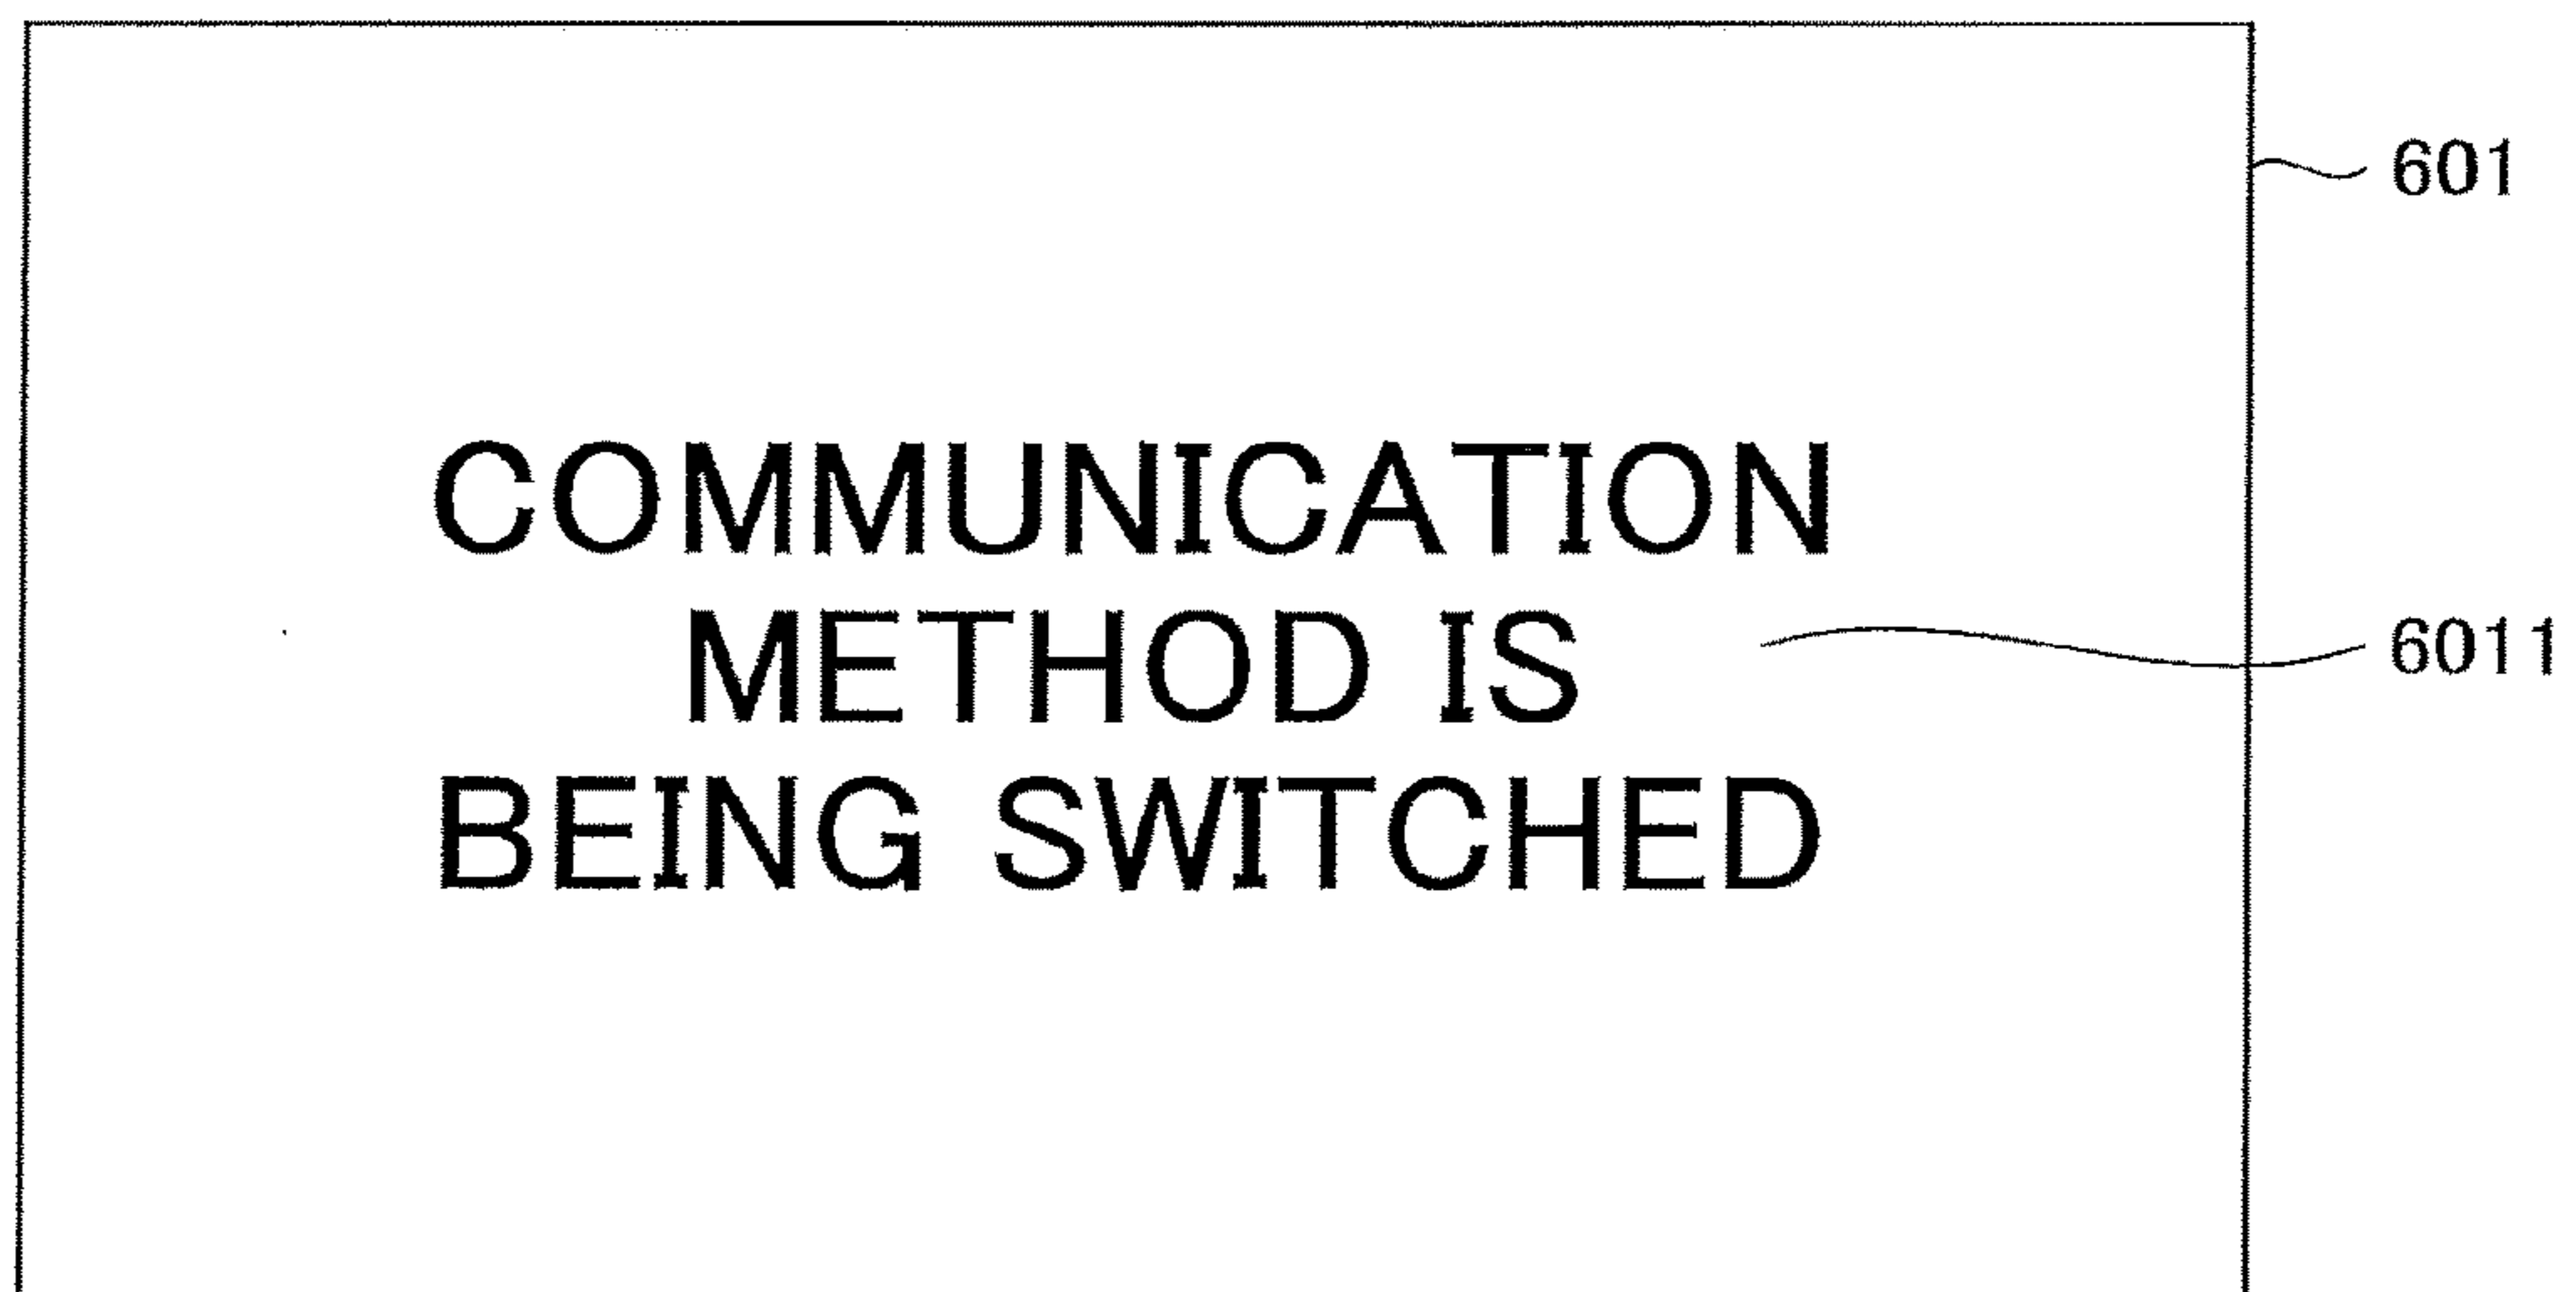 601
COMMUNICATION
METHOD IS
6011
BEING SWITCHED